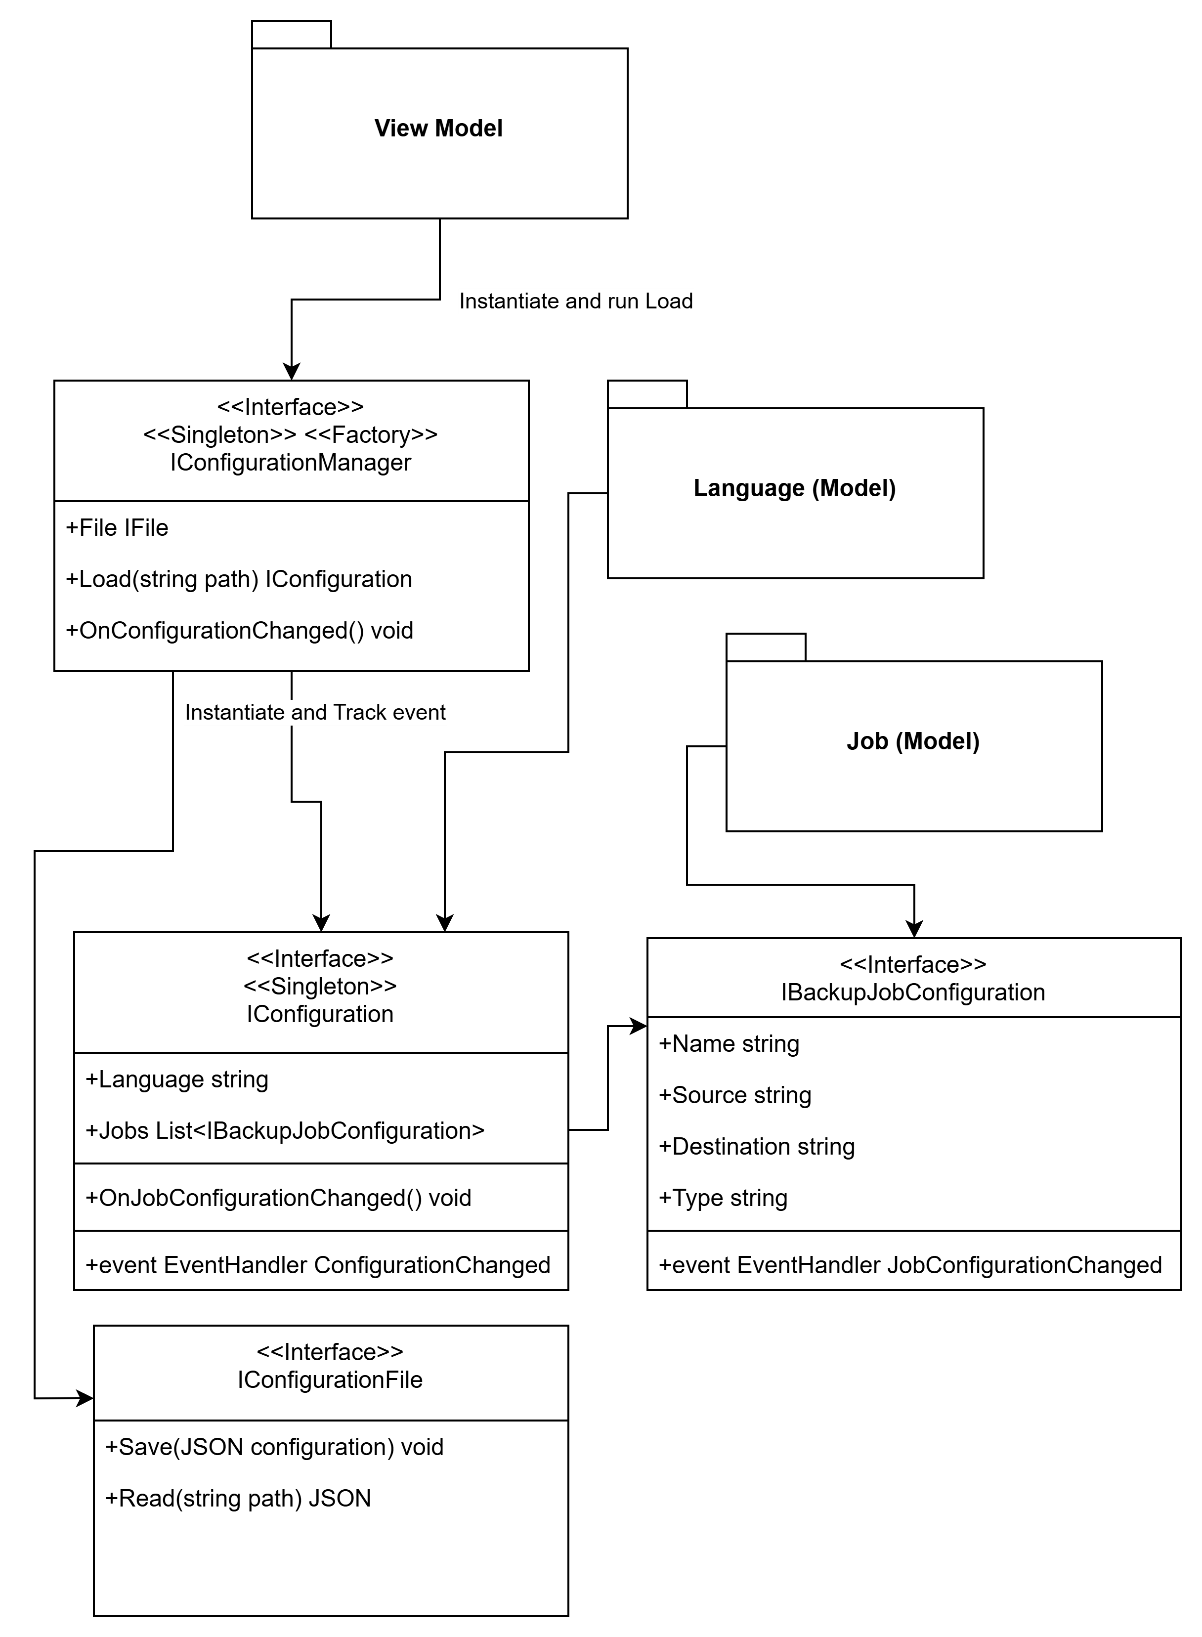 View Model
Instantiate and run Load
<<Interface>>
<<Singleton>> <<Factory>>
IConfigurationManager
+File IFile
+Load(string path) IConfiguration
+OnConfigurationChanged() void
Language (Model)
Instantiate and Track event
Job (Model)
<<Interface>>
<<Singleton>>
IConfiguration
+Language string
+Jobs List<IBackupJobConfiguration>
+OnJobConfigurationChanged() void
+event EventHandler ConfigurationChanged
<<Interface>>
IBackupJobConfiguration
+Name string
+Source string
+Destination string
+Type string
+event EventHandler JobConfigurationChanged
<<Interface>>
IConfigurationFile
+Save(JSON configuration) void
+Read(string path) JSON